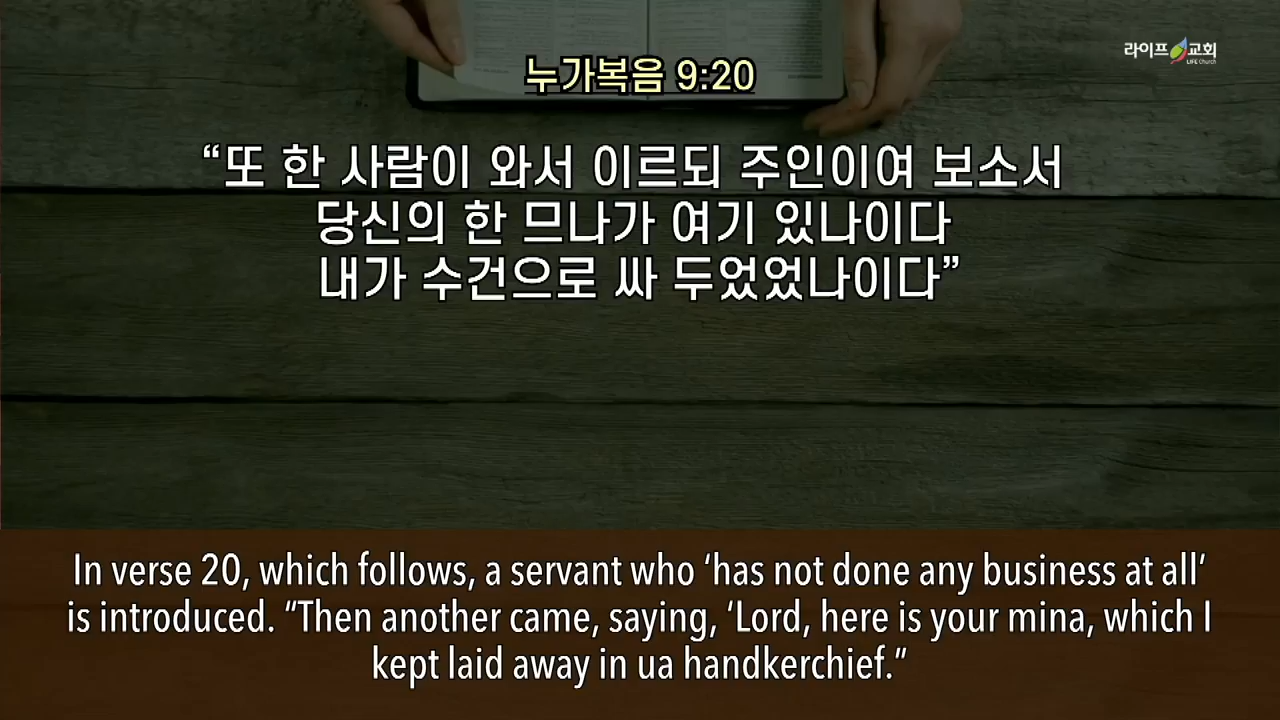 라이프교회
LIFE Church
누가복음 9:20
“또 한 사람이 와서 이르되 주인이여 보소서
당신의 한 므나가 여기 있나이다
내가 수건으로 싸 두었었나이다”
In verse 20, which follows, a servant who ‘has not done any business at all’
is introduced. “Then another came, saying, ‘Lord, here is your mina, which I
kept laid away in ua handkerchief.”